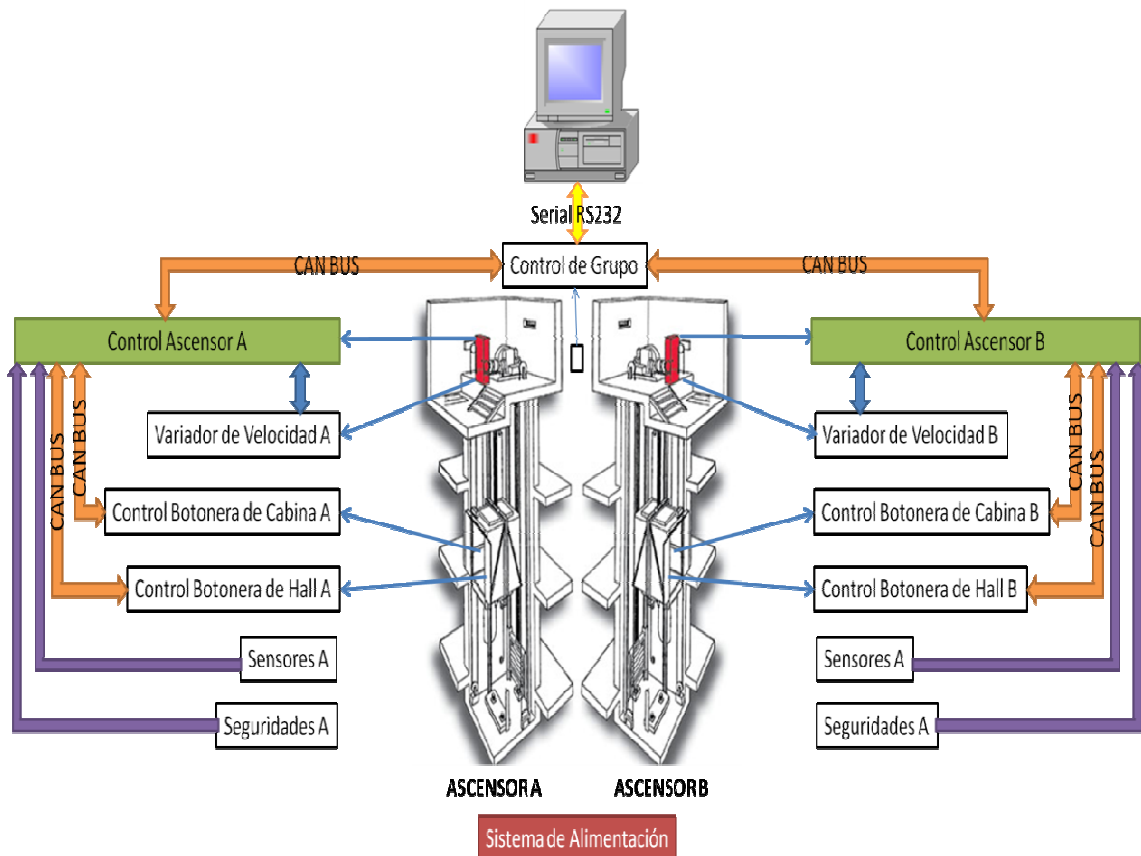 Serial RS232
Control de Grupo
CAN BUS
CAN BUS
Control Ascensor A
Control Ascensor B
Variador de Velocidad A
Variador de Velocidad B
CAN BUS
CAN BUS
CAN BUS
CAN BUS
Control Botonera de Cabina A
Control Botonera de Cabina B
Control Botonera de Hall A
Control Botonera de Hall B
Sensores A
Sensores A
Seguridades A
Seguridades A
ASCENSOR A
ASCENSOR B
Sistema de Alimentación